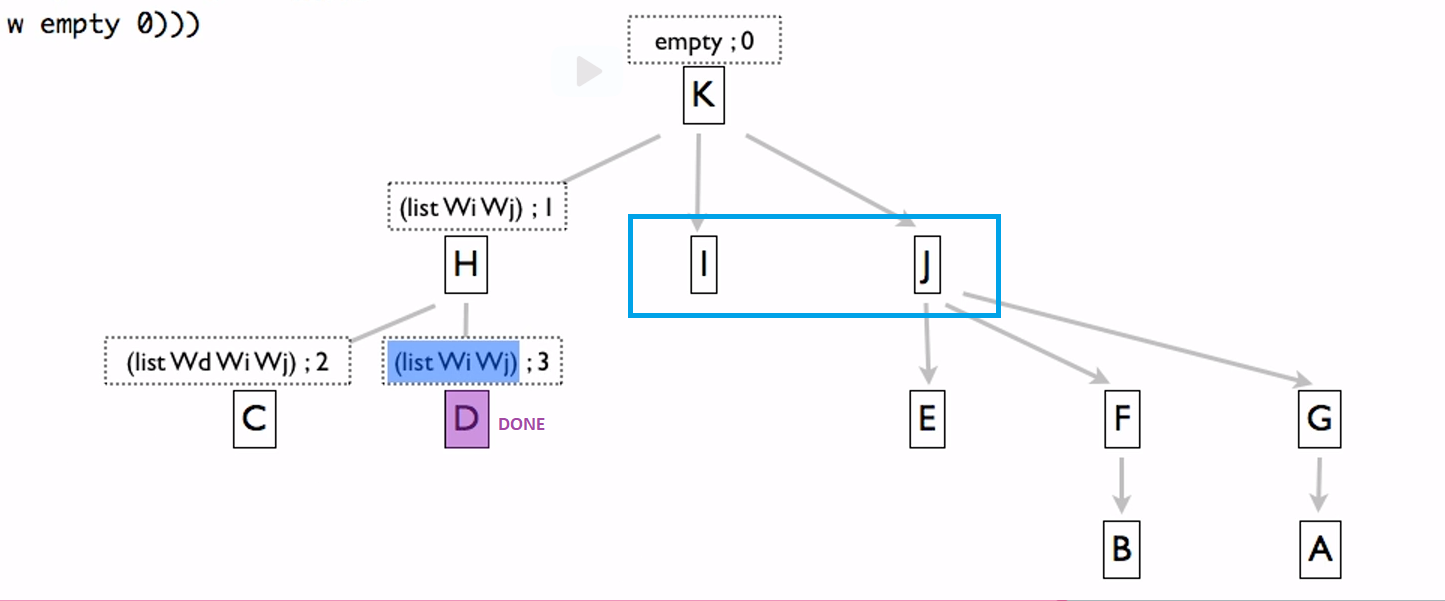 w empty 0)))
empty ; 0
K
(list Wi Wj) ; 1
H
I
J
(list Wd Wi Wj) ; 2
(list Wi Wj) ; 3
C
D
DONE
E
F
G
B
A